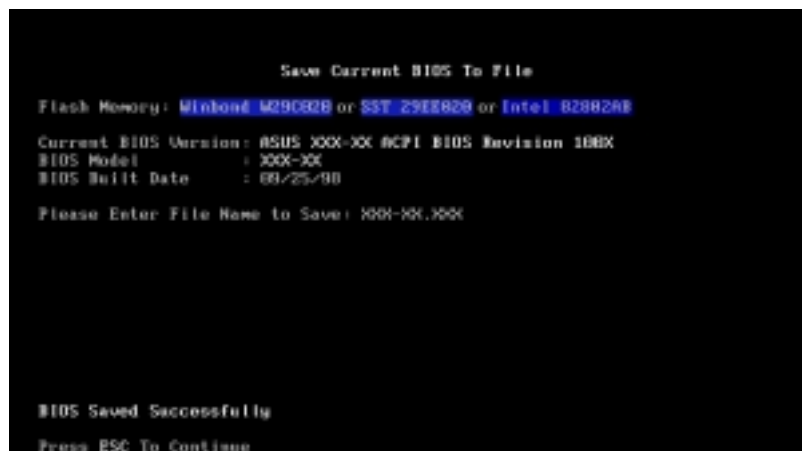 Save Current BIOS To File
Flash Memory: Winbond W29C020 or SST 29EE020 or Intel 82802AB
Current BIOS Version: ASUS XXX-XX ACPI BIOS Revision 100X
BIOS Model : XXX-XX
BIOS Built Date : 09/25/98
Please Enter File Name to Save: XXX-XX.XXX
BIOS Saved Successfully
Press ESC To Continue